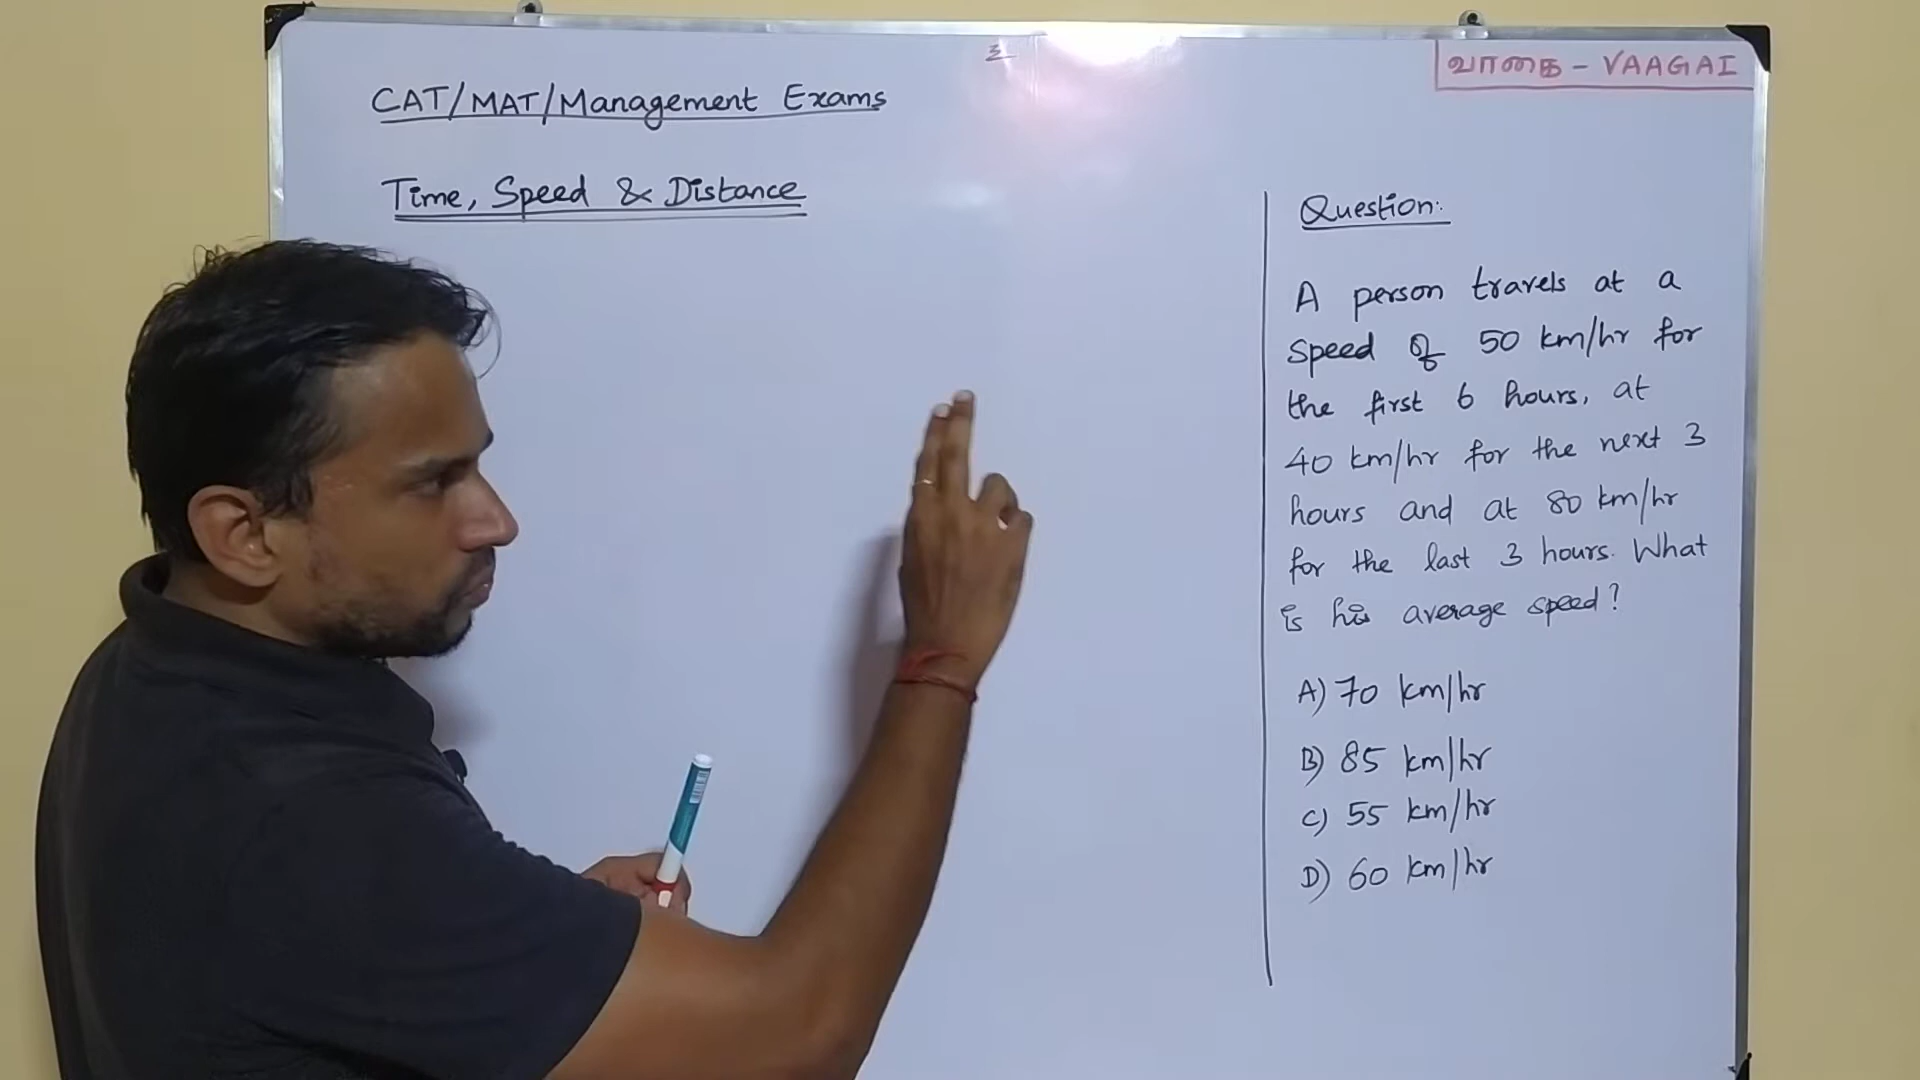 வாகை - VAAGAI
CAT/MAT/Management Exams
Time, Speed & Distance
Question:
A person travels at a
speed of 50 km/hr for
the first 6 hours, at
40 km/hr for the next 3
hours and at 80 km/hr
for the last 3 hours. What
is his average speed?
A) 70 km/hr
B) 85 km/hr
C) 55 km/hr
D) 60 km/hr